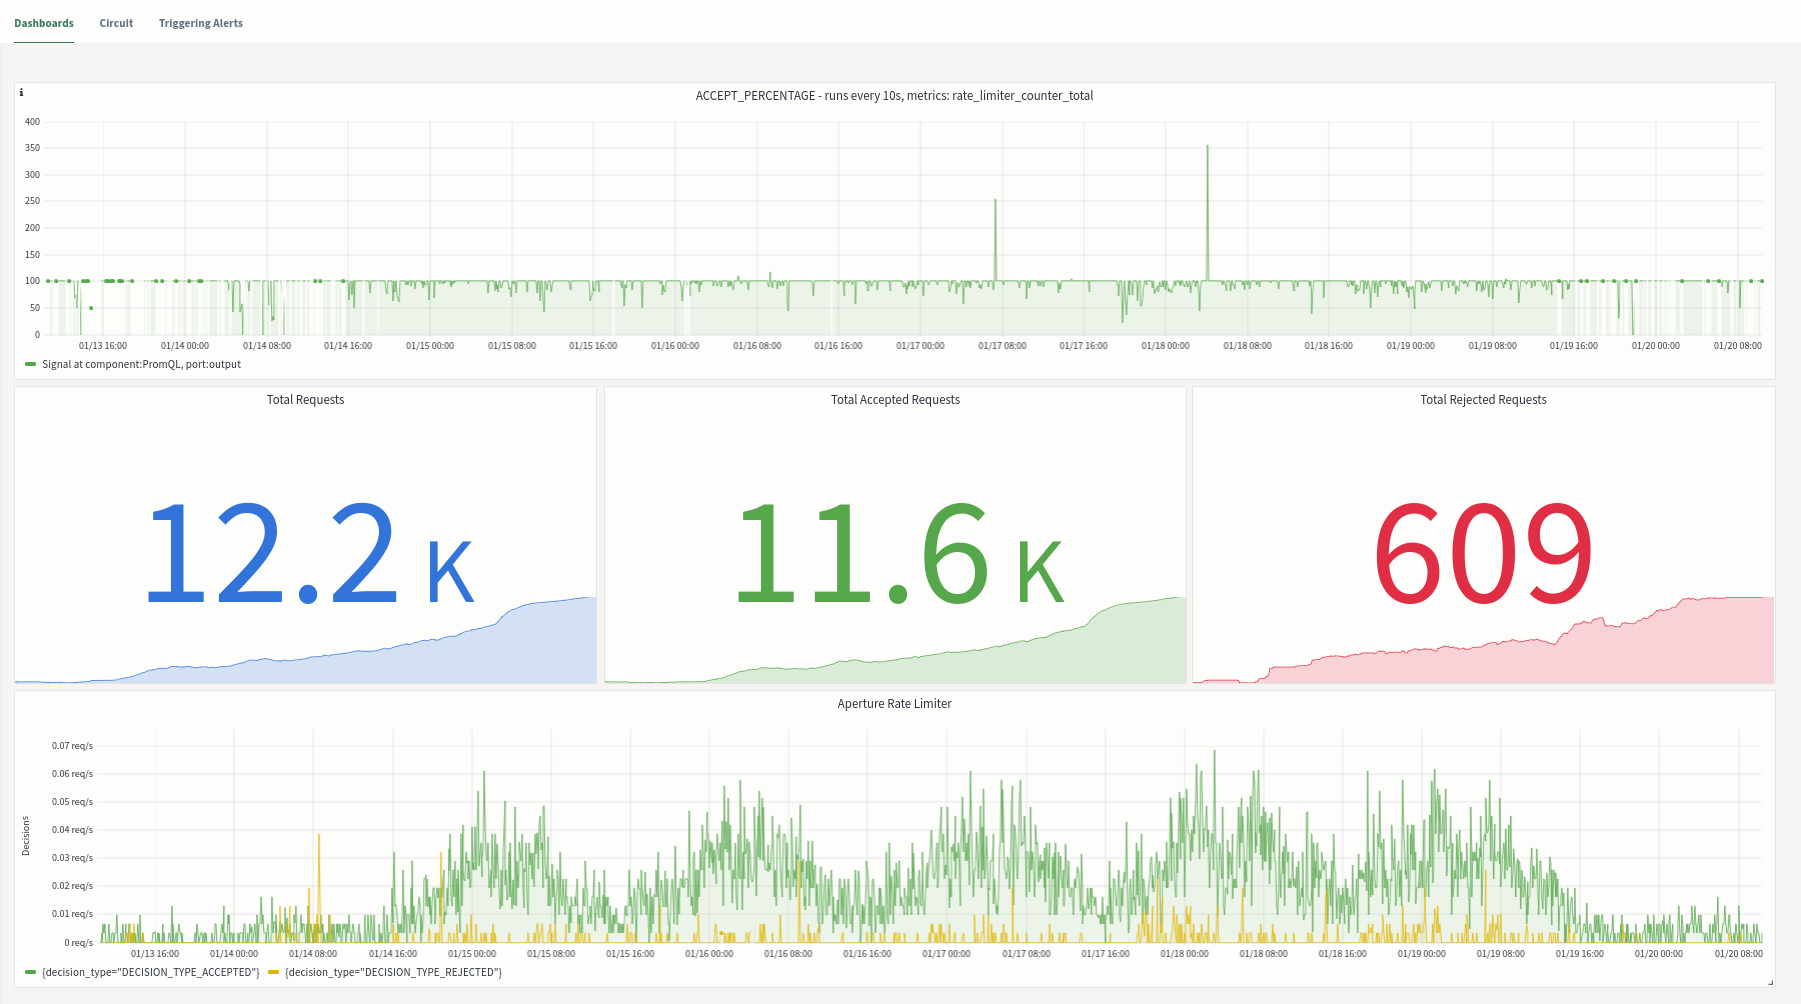 Dashboards Circuit Triggering Alerts
i
ACCEPT_PERCENTAGE - runs every 10s, metrics: rate_limiter_counter_total
400
350
300
250
200
150
100
50
0
01/13 16:00 01/14 00:00 01/14 08:00 01/14 16:00 01/15 00:00 01/15 08:00 01/15 16:00 01/16 00:00 01/16 08:00 01/16 16:00 01/17 00:00 01/17 08:00 01/17 16:00 01/18 00:00 01/18 08:00 01/18 16:00 01/19 00:00 01/19 08:00 01/19 16:00 01/20 00:00 01/20 08:00
Signal at component:PromQL, port:output
Total Requests
12.2 K
Total Accepted Requests
11.6 K
Total Rejected Requests
609
Aperture Rate Limiter
Decisions
0.07 req/s
0.06 req/s
0.05 req/s
0.04 req/s
0.03 req/s
0.02 req/s
0.01 req/s
0 req/s
01/13 16:00 01/14 00:00 01/14 08:00 01/14 16:00 01/15 00:00 01/15 08:00 01/15 16:00 01/16 00:00 01/16 08:00 01/16 16:00 01/17 00:00 01/17 08:00 01/17 16:00 01/18 00:00 01/18 08:00 01/18 16:00 01/19 00:00 01/19 08:00 01/19 16:00 01/20 00:00 01/20 08:00
{decision_type="DECISION_TYPE_ACCEPTED"} {decision_type="DECISION_TYPE_REJECTED"}